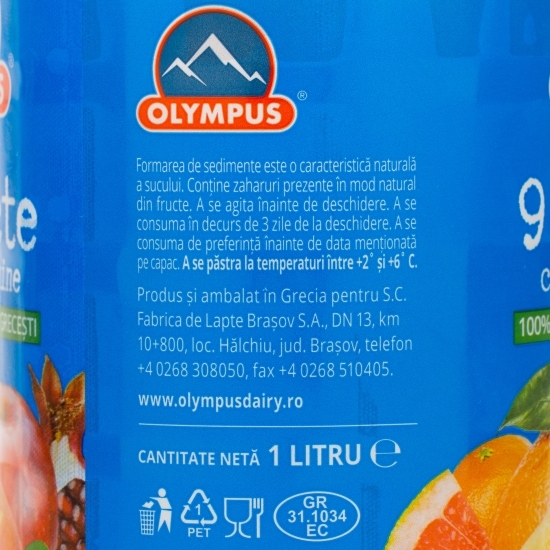 OLYMPUS
®
Formarea de sedimente este o caracteristică naturală
a sucului. Conține zaharuri prezente în mod natural
din fructe. A se agita înainte de deschidere. A se
consuma în decurs de 3 zile de la deschidere. A se
consuma de preferință înainte de data menționată
pe capac. A se păstra la temperaturi între +2° și +6° C.
Produs și ambalat în Grecia pentru S.C.
Fabrica de Lapte Brașov S.A., DN 13, km
10+800, loc. Hălchiu, jud. Brașov, telefon
+4 0268 308050, fax +4 0268 510405.
www.olympusdairy.ro
CANTITATE NETĂ 1 LITRU ℮
1
PET
GR
31.1034
EC
GRECEȘTI
9
100%